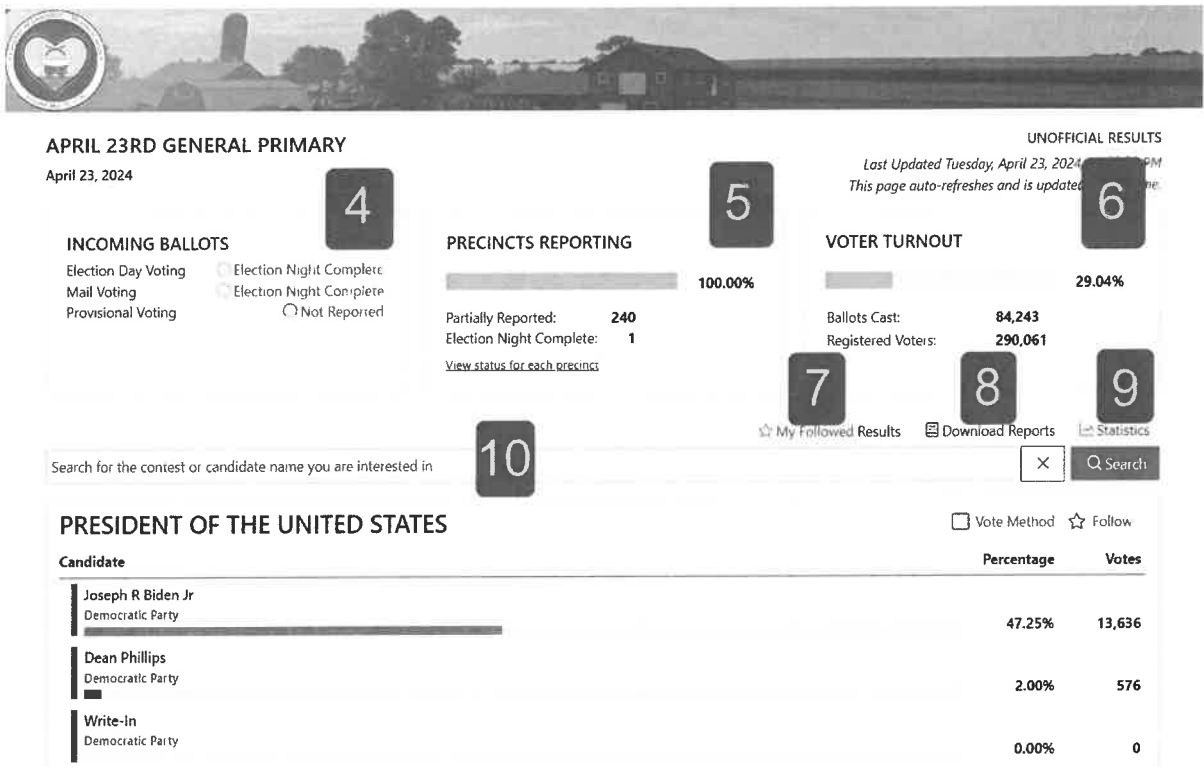 APRIL 23RD GENERAL PRIMARY
UNOFFICIAL RESULTS
April 23, 2024
Last Updated Tuesday, April 23, 2024 PM
This page auto-refreshes and is updated
4
5
6
INCOMING BALLOTS
Election Day Voting Election Night Complete
Mail Voting Election Night Complete
Provisional Voting Not Reported
PRECINCTS REPORTING
100.00%
Partially Reported: 240
Election Night Complete: 1
View status for each precinct
VOTER TURNOUT
29.04%
Ballots Cast: 84,243
Registered Voters: 290,061
7
8
9
My Followed Results Download Reports Statistics
10
Search for the contest or candidate name you are interested in Search
PRESIDENT OF THE UNITED STATES Vote Method Follow
Candidate Percentage Votes
Joseph R Biden Jr
Democratic Party
47.25% 13,636
Dean Phillips
Democratic Party
2.00% 576
Write-In
Democratic Party
0.00% 0